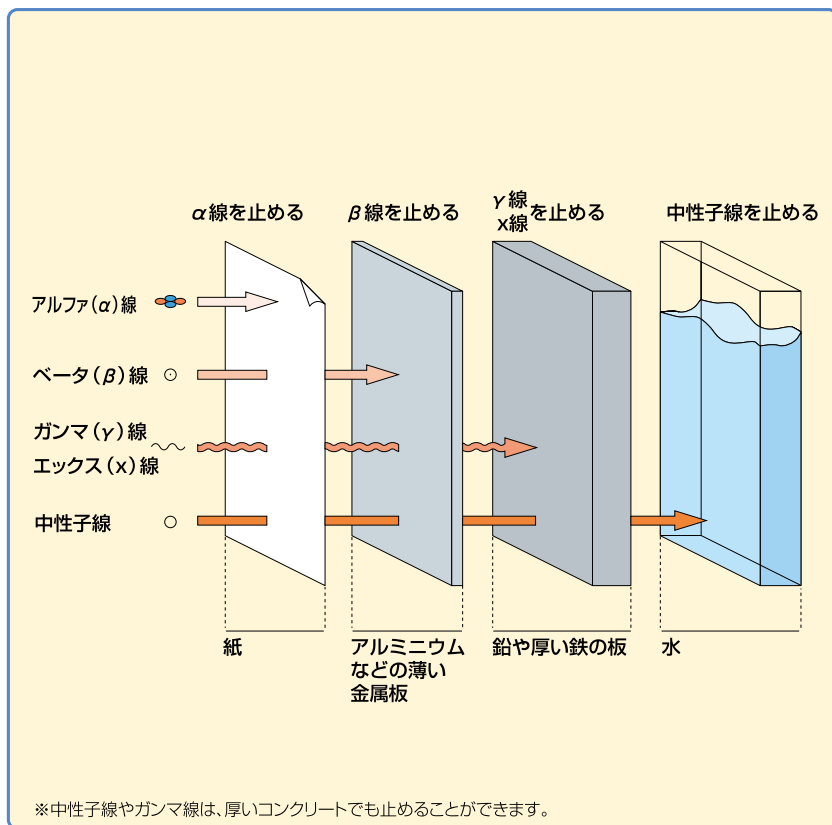 α線を止める
β線を止める
γ線
x線
を止める
中性子線を止める
アルファ(α)線
ベータ(β)線
ガンマ(γ)線
エックス(x)線
中性子線
紙
アルミニウム
などの薄い
金属板
鉛や厚い鉄の板
水
※中性子線やガンマ線は、厚いコンクリートでも止めることができます。